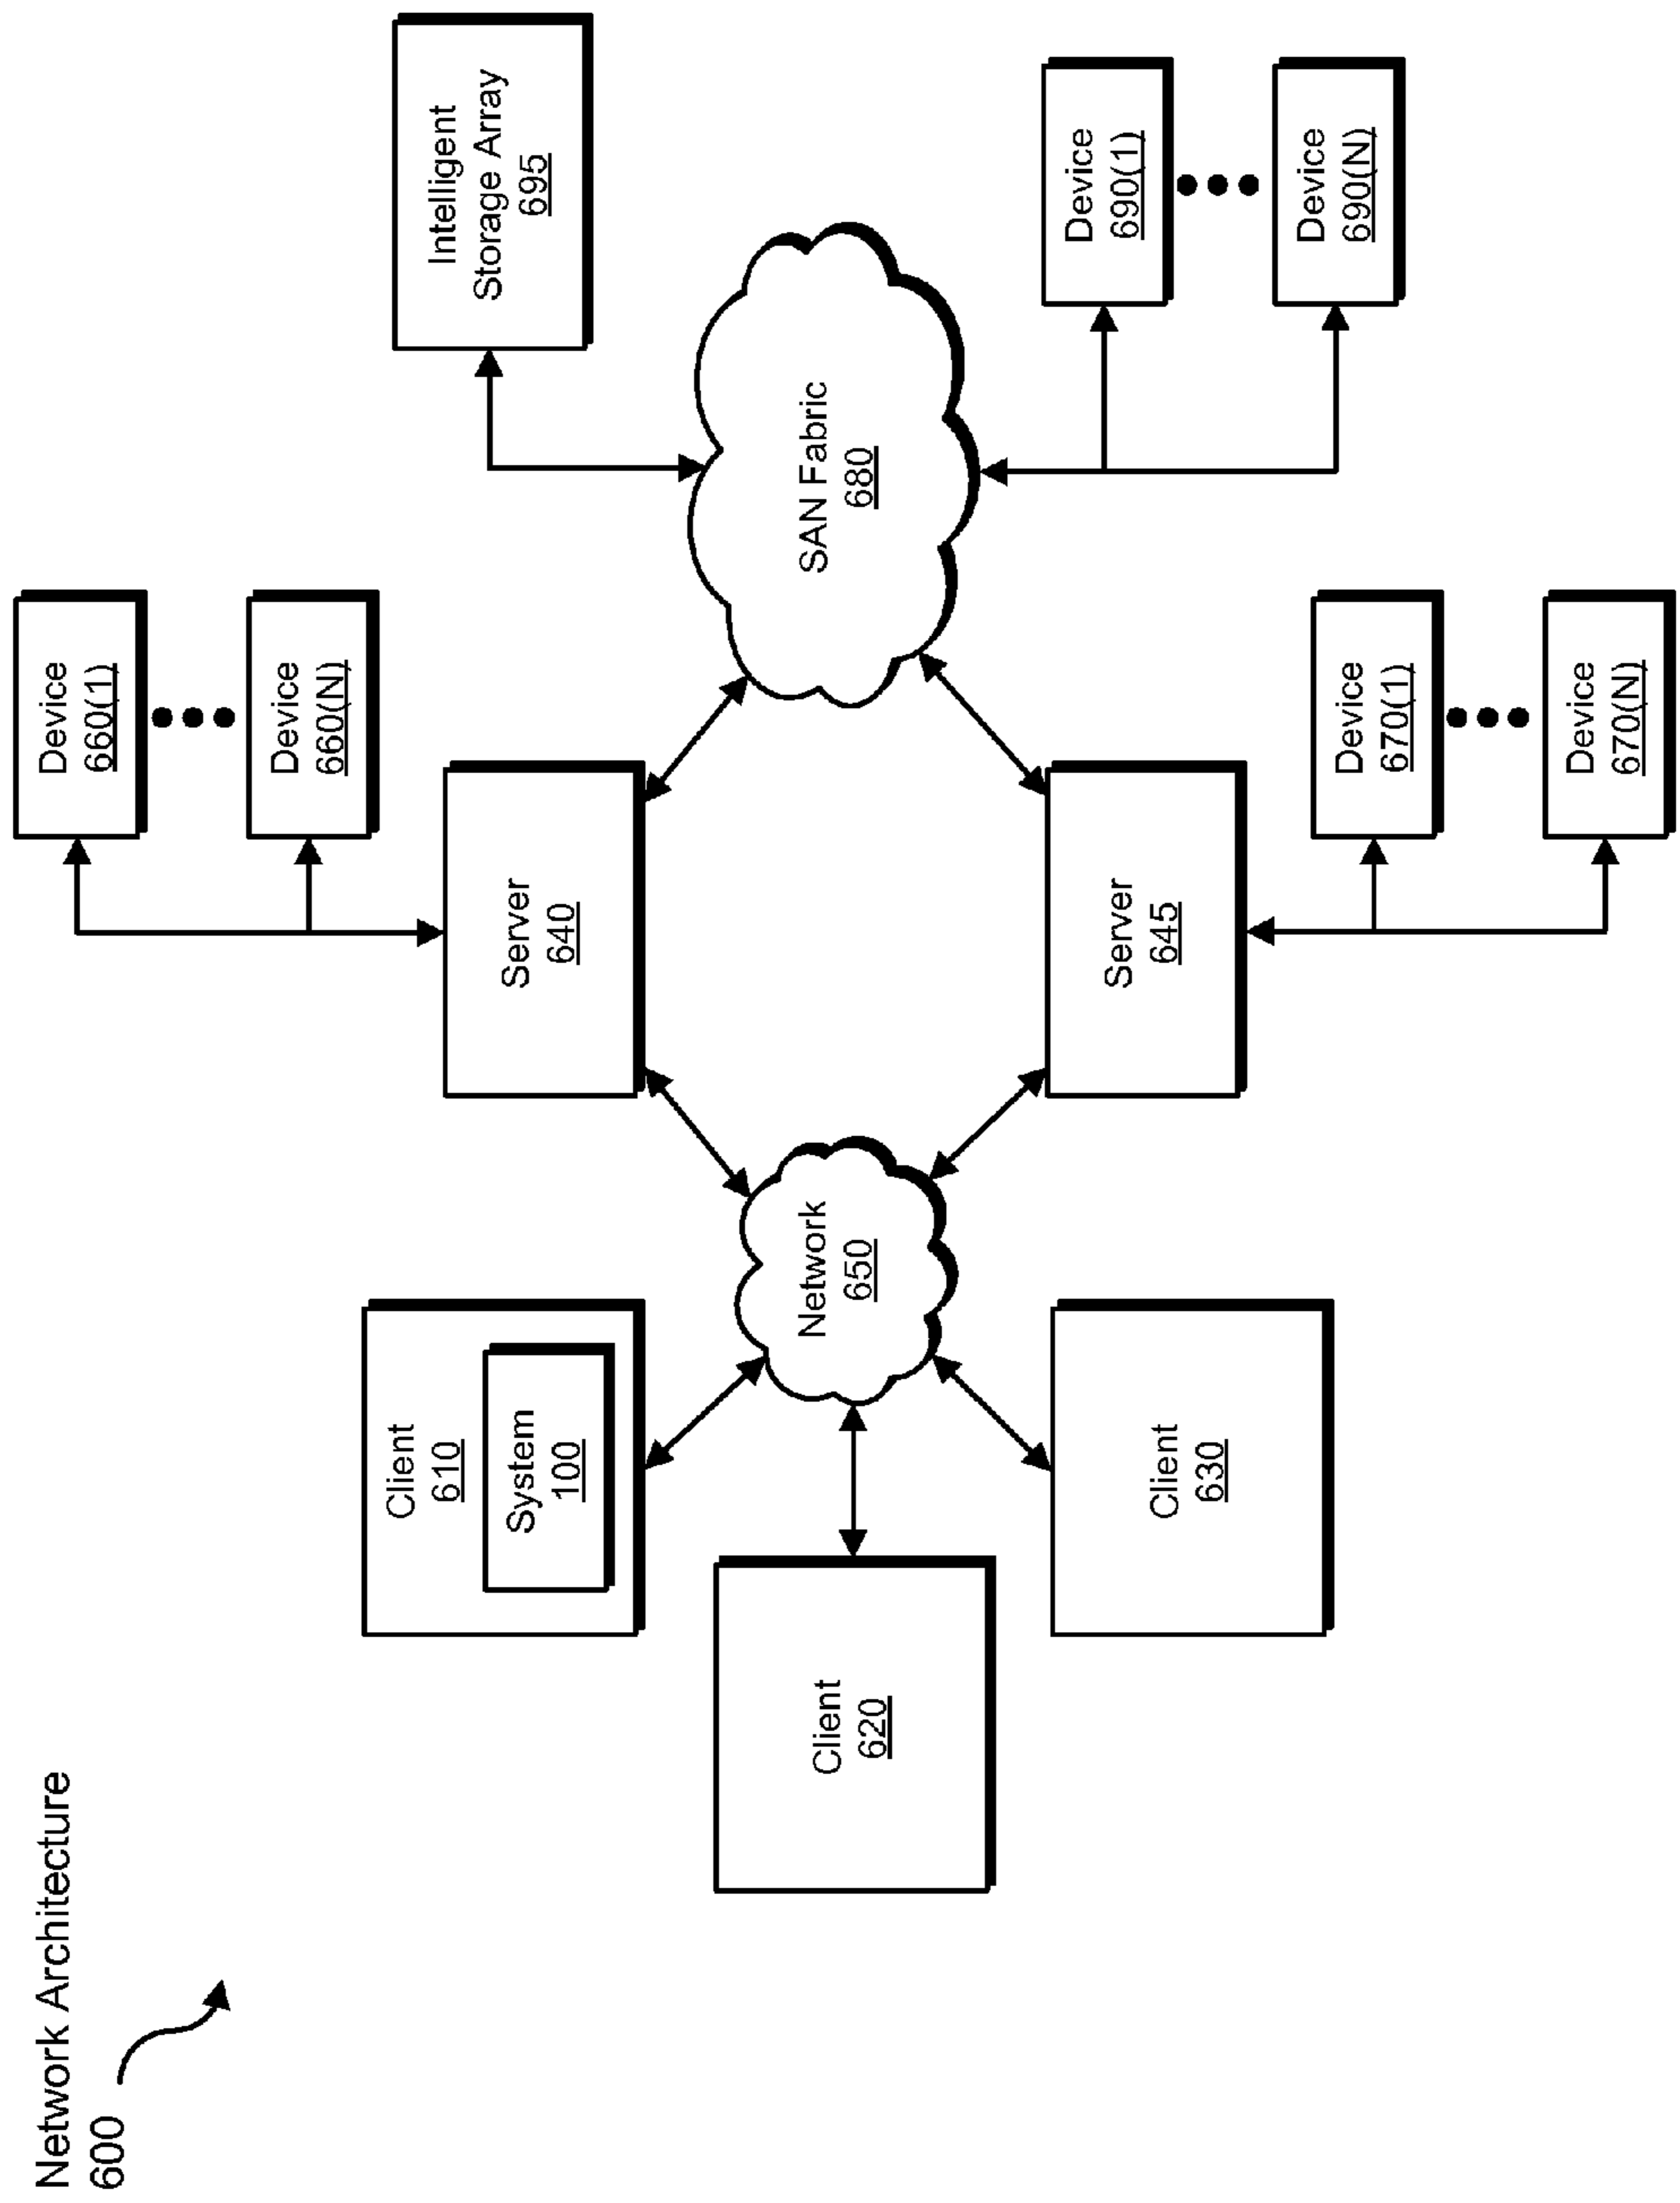 Network Architecture
600
Client
610
System
100
Client
620
Client
630
Network
650
Device
660(1)
Device
660(N)
Server
640
Server
645
Device
670(1)
Device
670(N)
SAN Fabric
680
Intelligent
Storage Array
695
Device
690(1)
Device
690(N)